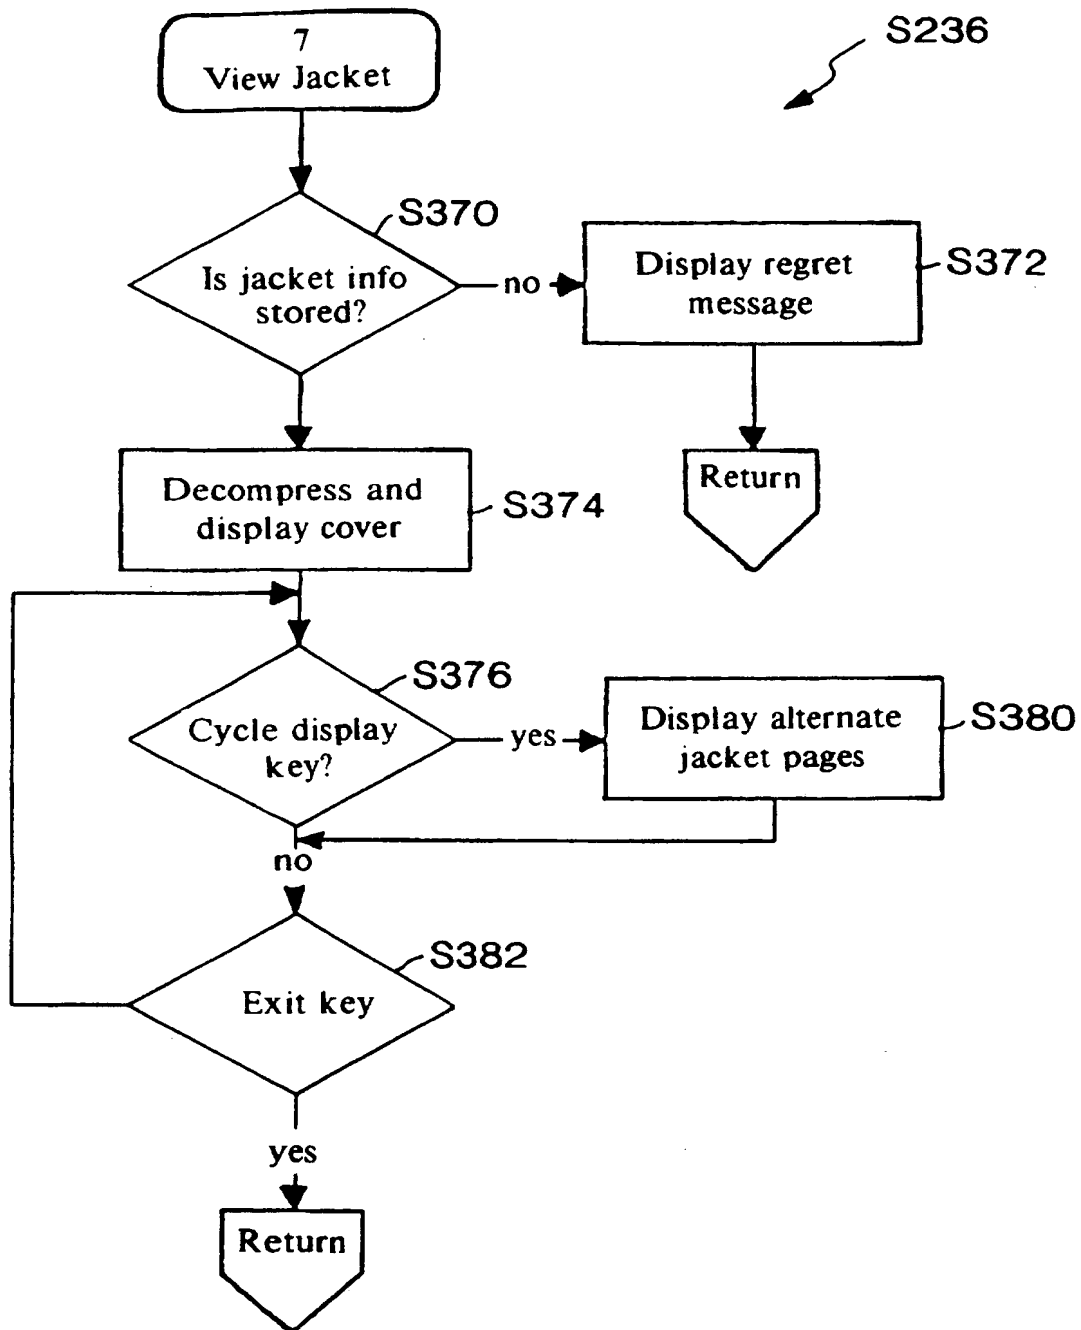 7
View Jacket
S236
S370
Is jacket info
stored?
no
Display regret
message
S372
Return
Decompress and
display cover
S374
S376
Cycle display
key?
yes
Display alternate
jacket pages
S380
no
S382
Exit key
yes
Return